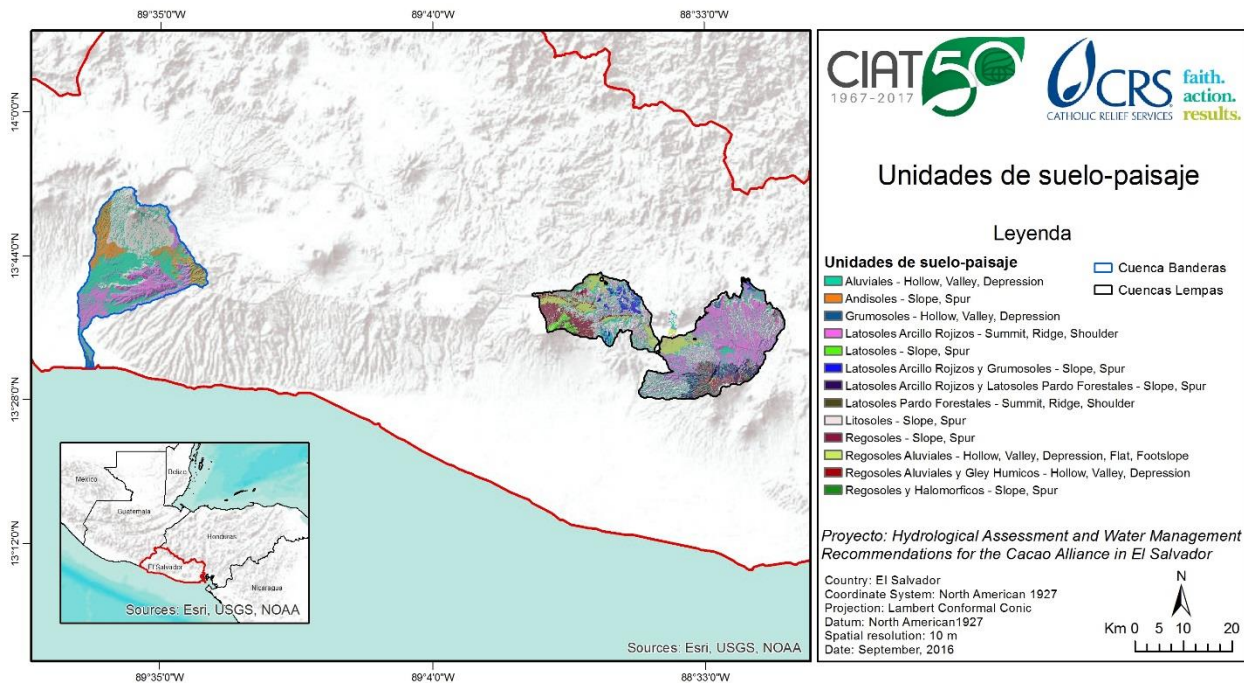 89°35'0"W
89°4'0"W
88°33'0"W
14°0'0"N
13°44'0"N
13°28'0"N
13°12'0"N
Mexico
Belize
Guatemala
Honduras
El Salvador
Nicaragua
Sources: Esri, USGS, NOAA
Sources: Esri, USGS, NOAA
89°35'0"W
89°4'0"W
88°33'0"W
CIAT 50
1967-2017
CRS
CATHOLIC RELIEF SERVICES
faith.
action.
results.
Unidades de suelo-paisaje
Leyenda
Unidades de suelo-paisaje
Aluviales - Hollow, Valley, Depression
Andisoles - Slope, Spur
Grumosoles - Hollow, Valley, Depression
Latosoles Arcillo Rojizos - Summit, Ridge, Shoulder
Latosoles - Slope, Spur
Latosoles Arcillo Rojizos y Grumosoles - Slope, Spur
Latosoles Arcillo Rojizos y Latosoles Pardo Forestales - Slope, Spur
Latosoles Pardo Forestales - Summit, Ridge, Shoulder
Litosoles - Slope, Spur
Regosoles - Slope, Spur
Regosoles Aluviales - Hollow, Valley, Depression, Flat, Footslope
Regosoles Aluviales y Gley Humicos - Hollow, Valley, Depression
Regosoles y Halomorficos - Slope, Spur
Cuenca Banderas
Cuencas Lempas
Proyecto: Hydrological Assessment and Water Management
Recommendations for the Cacao Alliance in El Salvador
Country: El Salvador
Coordinate System: North American 1927
Projection: Lambert Conformal Conic
Datum: North American1927
Spatial resolution: 10 m
Date: September, 2016
N
Km 0 5 10 20